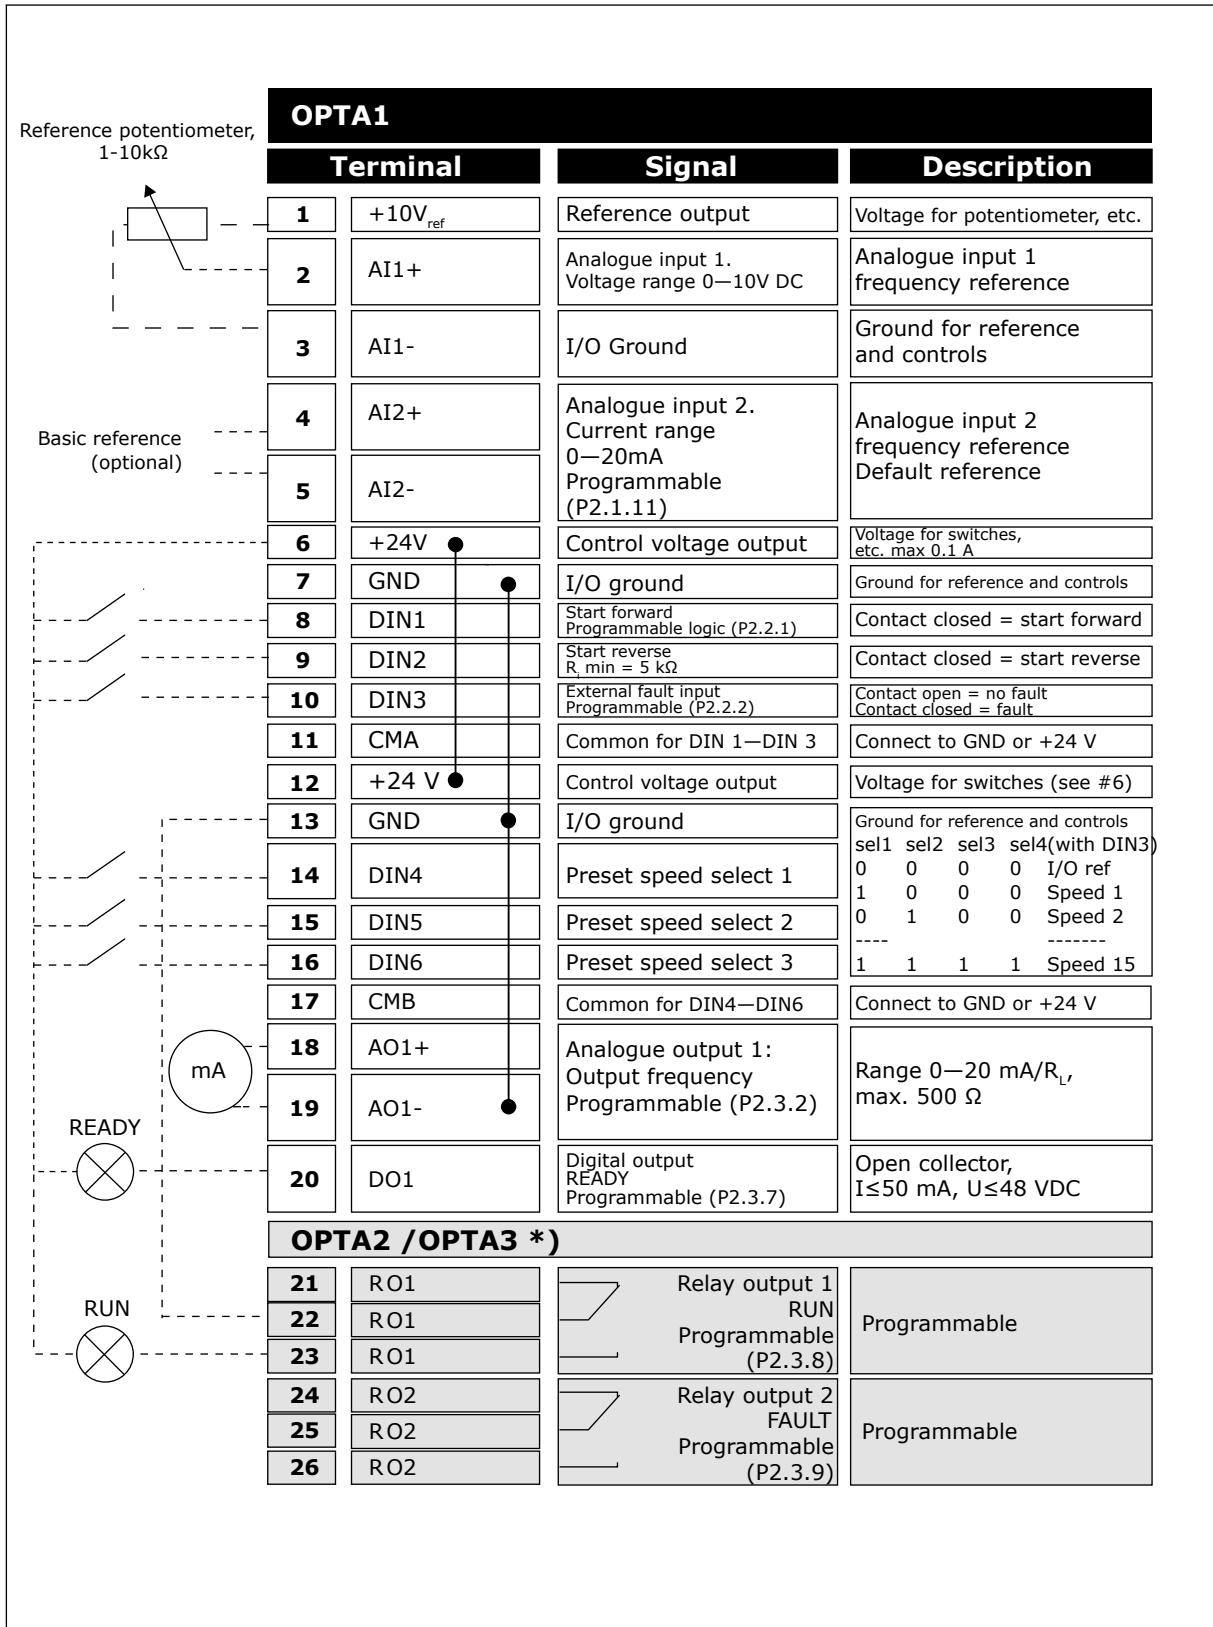 OPTA1
Reference potentiometer,
1-10kΩ
Terminal Signal Description
1 +10Vref Reference output Voltage for potentiometer, etc.
2 AI1+ Analogue input 1.
Voltage range 0—10V DC
Analogue input 1
frequency reference
3 AI1- I/O Ground
Ground for reference
and controls
Basic reference
(optional)
4 AI2+
5 AI2-
Analogue input 2.
Current range
0—20mA
Programmable
(P2.1.11)
Analogue input 2
frequency reference
Default reference
6 +24V Control voltage output
Voltage for switches,
etc. max 0.1 A
7 GND I/O ground Ground for reference and controls
8 DIN1
Start forward
Programmable logic (P2.2.1)
Contact closed = start forward
9 DIN2
Start reverse
Ri min = 5 kΩ
Contact closed = start reverse
10 DIN3
External fault input
Programmable (P2.2.2)
Contact open = no fault
Contact closed = fault
11 CMA Common for DIN 1—DIN 3 Connect to GND or +24 V
12 +24 V Control voltage output Voltage for switches (see #6)
13 GND I/O ground Ground for reference and controls
14 DIN4 Preset speed select 1
15 DIN5 Preset speed select 2
16 DIN6 Preset speed select 3
sel1 sel2 sel3 sel4(with DIN3)
0 0 0 0 I/O ref
1 0 0 0 Speed 1
0 1 0 0 Speed 2
---- -------
1 1 1 1 Speed 15
17 CMB Common for DIN4—DIN6 Connect to GND or +24 V
mA
18 AO1+
19 AO1-
Analogue output 1:
Output frequency
Programmable (P2.3.2)
Range 0—20 mA/RL,
max. 500 Ω
READY
20 DO1
Digital output
READY
Programmable (P2.3.7)
Open collector,
I≤50 mA, U≤48 VDC
OPTA2 /OPTA3 *)
RUN
21 RO1
22 RO1
23 RO1
Relay output 1
RUN
Programmable
(P2.3.8)
Programmable
24 RO2
25 RO2
26 RO2
Relay output 2
FAULT
Programmable
(P2.3.9)
Programmable